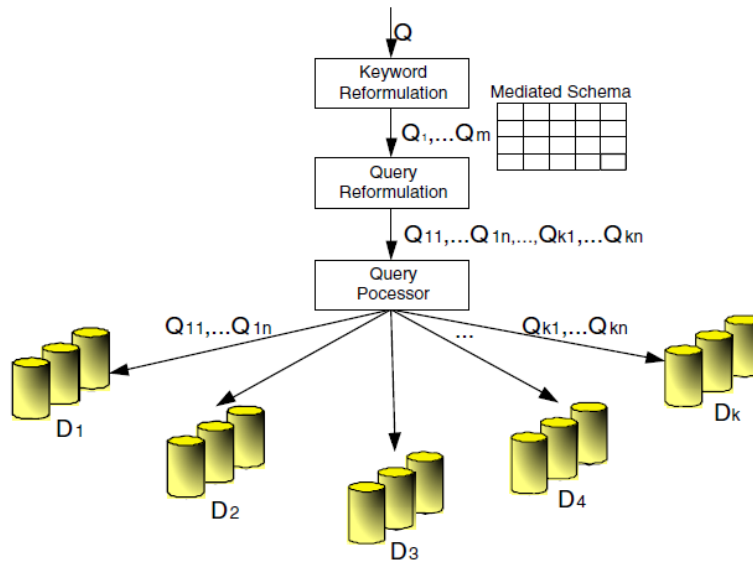 Q
Keyword
Reformulation
Mediated Schema
Q1,...Qm
Query
Reformulation
Q11,...Q1n,...,Qk1,...Qkn
Query
Pocessor
Q11,...Q1n
...
Qk1,...Qkn
D1
D2
D3
D4
Dk